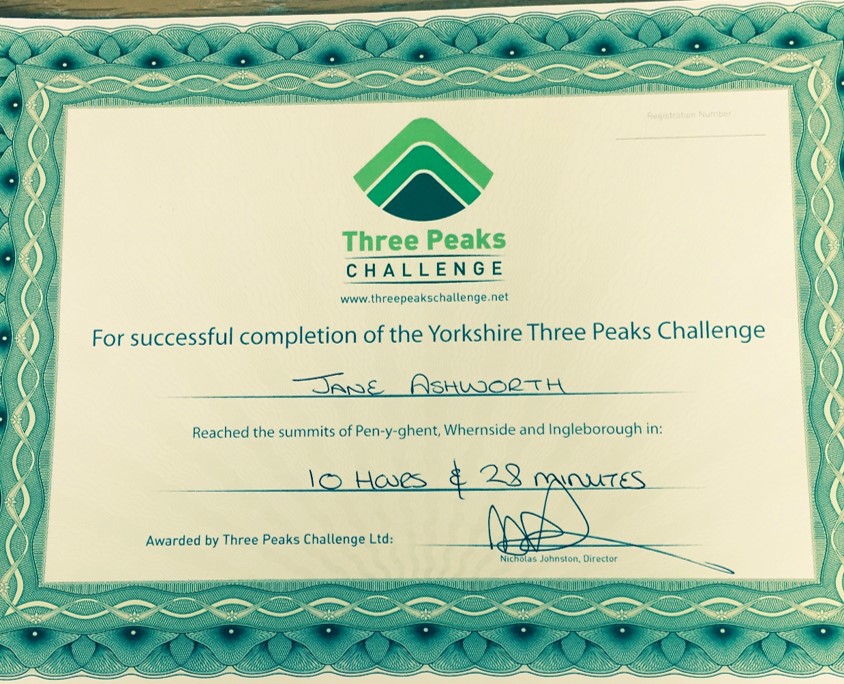 Registration Number
Three Peaks
CHALLENGE
www.threepeakschallenge.net
For successful completion of the Yorkshire Three Peaks Challenge
JANE ASHWORTH
Reached the summits of Pen-y-ghent, Whernside and Ingleborough in:
10 HOURS & 28 MINUTES
Awarded by Three Peaks Challenge Ltd:
Nicholas Johnston, Director